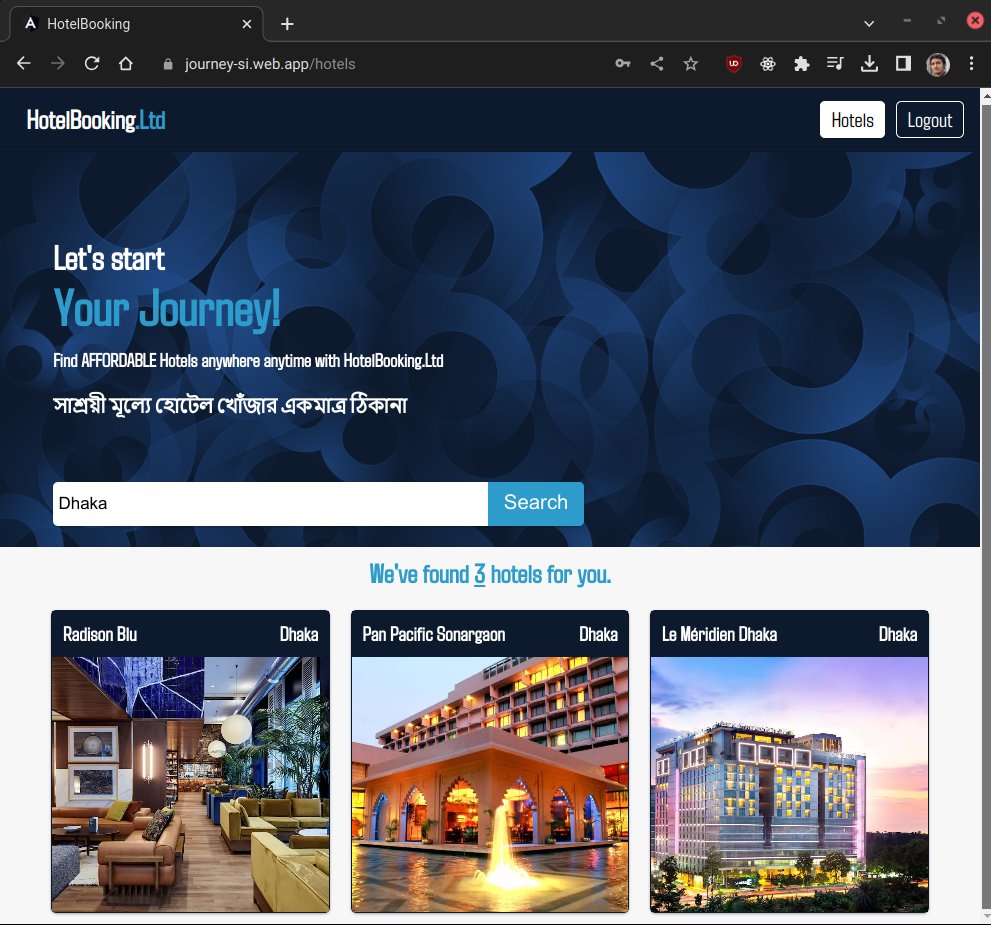 HotelBooking
journey-si.web.app/hotels
HotelBooking.Ltd
Hotels
Logout
Let's start
Your Journey!
Find AFFORDABLE Hotels anywhere anytime with HotelBooking.Ltd
সাশ্রয়ী মূল্যে হোটেল খোঁজার একমাত্র ঠিকানা
Dhaka
Search
We've found 3 hotels for you.
Radison Blu
Dhaka
Pan Pacific Sonargaon
Dhaka
Le Méridien Dhaka
Dhaka